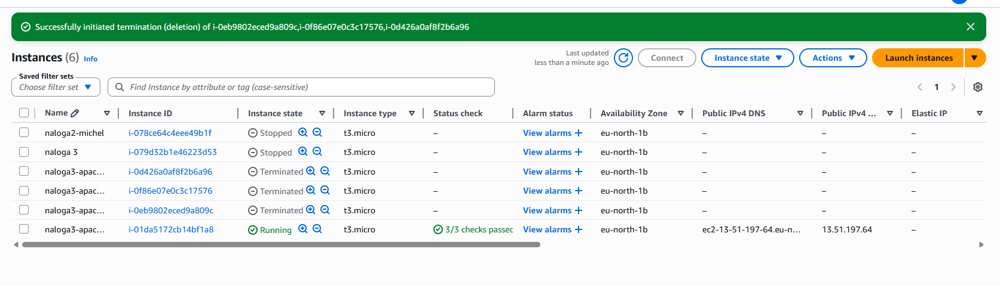 Successfully initiated termination (deletion) of i-0eb9802eced9a809c,i-0f86e07e0c3c17576,i-0d426a0af8f2b6a96
Instances (6) Info
Last updated
less than a minute ago
Connect
Instance state
Actions
Launch instances
Saved filter sets
Choose filter set
Find Instance by attribute or tag (case-sensitive)
1
Name Instance ID Instance state Instance type Status check Alarm status Availability Zone Public IPv4 DNS Public IPv4 ... Elastic IP
naloga2-michel i-078ce64c4eee49b1f Stopped t3.micro – View alarms + eu-north-1b – – –
naloga 3 i-079d32b1e46223d53 Stopped t3.micro – View alarms + eu-north-1b – – –
naloga3-apac... i-0d426a0af8f2b6a96 Terminated t3.micro – View alarms + eu-north-1b – – –
naloga3-apac... i-0f86e07e0c3c17576 Terminated t3.micro – View alarms + eu-north-1b – – –
naloga3-apac... i-0eb9802eced9a809c Terminated t3.micro – View alarms + eu-north-1b – – –
naloga3-apac... i-01da5172cb14bf1a8 Running t3.micro 3/3 checks passed View alarms + eu-north-1b ec2-13-51-197-64.eu-n... 13.51.197.64 –